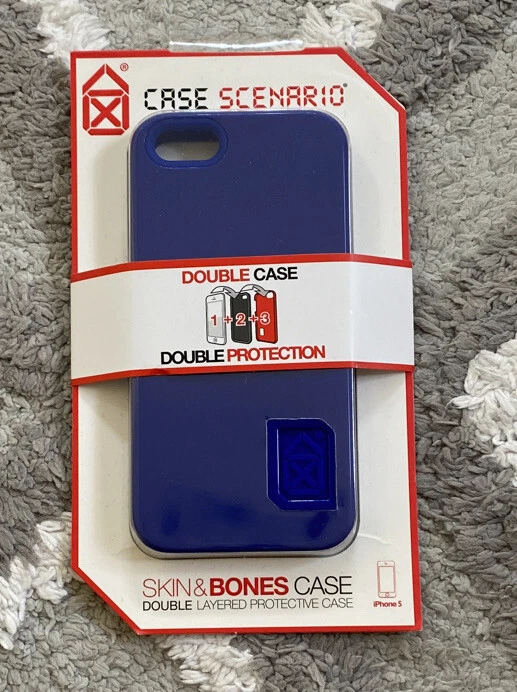 ®
CASE SCENARIO®
DOUBLE CASE
1+2+3
DOUBLE PROTECTION
SKIN&BONES CASE
DOUBLE LAYERED PROTECTIVE CASE
iPhone 5